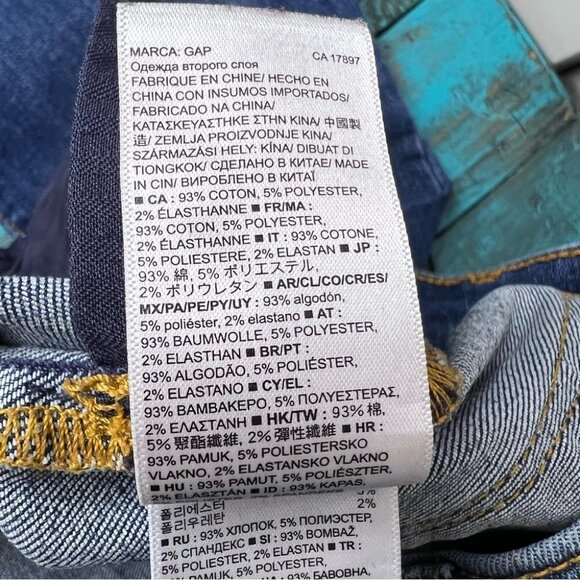 MARCA: GAP CA 17897
Одежда второго слоя
FABRIQUE EN CHINE/ HECHO EN
CHINA CON INSUMOS IMPORTADOS/
FABRICADO NA CHINA/
ΚΑΤΑΣΚΕΥΑΣΤΗΚΕ ΣΤΗΝ ΚΙΝΑ/ 中國製
造/ ZEMLJA PROIZVODNJE KINA/
SZÁRMAZÁSI HELY: KÍNA/ DIBUAT DI
TIONGKOK/ СДЕЛАНО В КИТАЕ/ MADE
IN CIN/ ВИРОБЛЕНО В КИТАЇ
■ CA : 93% COTON, 5% POLYESTER,
2% ÉLASTHANNE ■ FR/MA :
93% COTON, 5% POLYESTER,
2% ÉLASTHANNE ■ IT : 93% COTONE,
5% POLIESTERE, 2% ELASTAN ■ JP :
93% 綿, 5% ポリエステル,
2% ポリウレタン ■ AR/CL/CO/CR/ES/
MX/PA/PE/PY/UY: 93% algodón,
5% poliéster, 2% elastano ■ AT :
93% BAUMWOLLE, 5% POLYESTER,
2% ELASTHAN ■ BR/PT :
93% ALGODÃO, 5% POLIÉSTER,
2% ELASTANO ■ CY/EL :
93% ΒΑΜΒΑΚΕΡΟ, 5% ΠΟΛΥΕΣΤΕΡΑΣ,
2% ΕΛΑΣΤΑΝΗ ■ HK/TW : 93% 棉,
5% 聚酯纖維, 2% 彈性纖維 ■ HR :
93% PAMUK, 5% POLIESTERSKO
VLAKNO, 2% ELASTANSKO VLAKNO
■ HU : 93% PAMUT, 5% POLIÉSZTER,
2% ELASZTÁN ■ ID : 93% KAPAS,
폴리에스터 5%
폴리우레탄 2%
■ RU : 93% ХЛОПОК, 5% ПОЛИЭСТЕР,
2% СПАНДЕКС ■ SI : 93% BOMBAŽ,
POLIESTER, 2% ELASTAN ■ TR :
5% POLYESTER,
93% БАВОВНА,